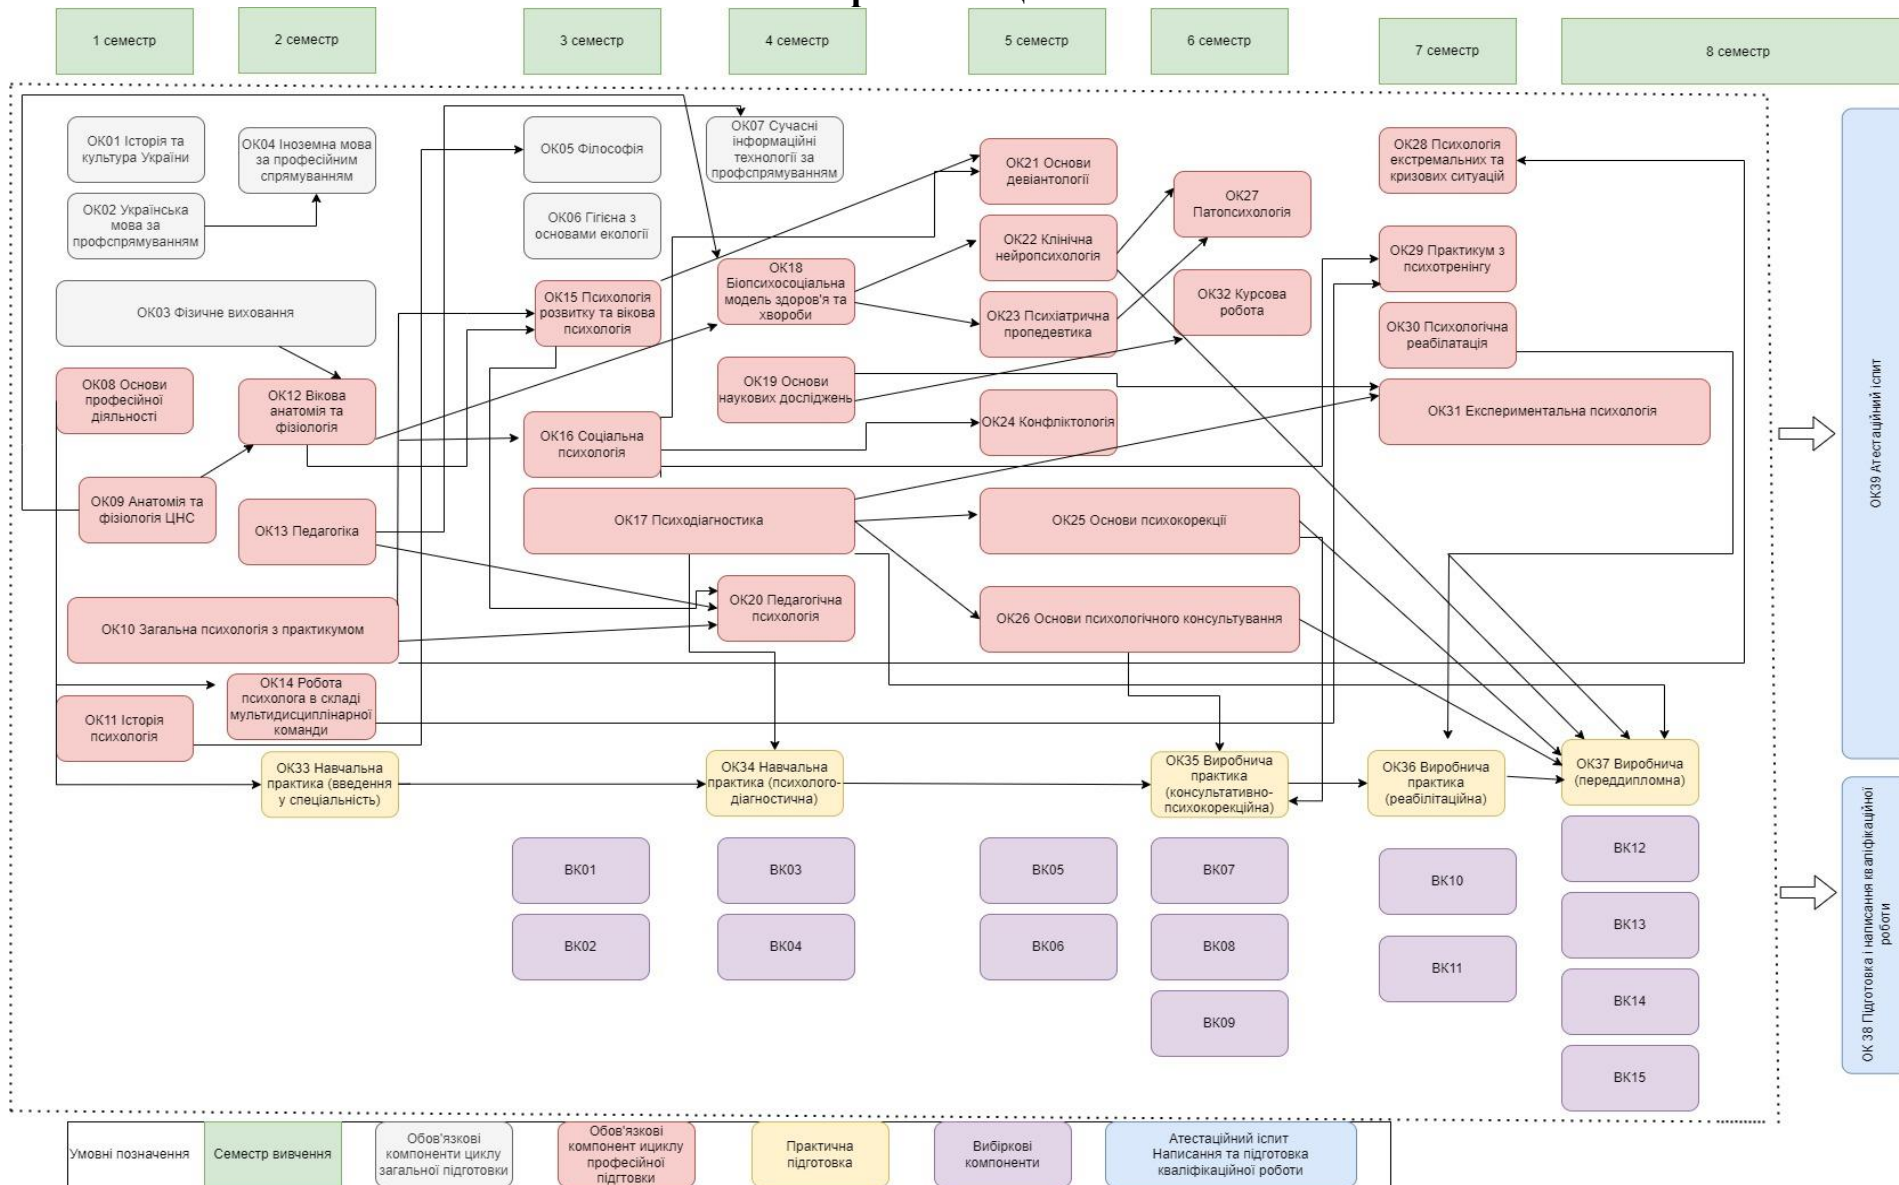 1 семестр
2 семестр
3 семестр
4 семестр
5 семестр
6 семестр
7 семестр
8 семестр
ОК01 Історія та
культура України
ОК02 Українська
мова за
профспрямуванням
ОК03 Фізичне виховання
ОК08 Основи
професійної
діяльності
ОК09 Анатомія та
фізіологія ЦНС
ОК10 Загальна психологія з практикумом
ОК11 Історія
психологія
ОК04 Іноземна мова
за професійним
спрямуванням
ОК12 Вікова
анатомія та
фізіологія
ОК13 Педагогіка
ОК14 Робота
психолога в складі
мультидисциплінарної
команди
ОК33 Навчальна
практика (введення
у спеціальність)
ОК05 Філософія
ОК06 Гігієна з
основами екології
ОК15 Психологія
розвитку та вікова
психологія
ОК16 Соціальна
психологія
ОК17 Психодіагностика
ВК01
ВК02
ОК07 Сучасні
інформаційні
технології за
профспрямуванням
ОК18
Біопсихосоціальна
модель здоров'я та
хвороби
ОК19 Основи
наукових досліджень
ОК20 Педагогічна
психологія
ОК34 Навчальна
практика (психолого-
діагностична)
ВК03
ВК04
ОК21 Основи
девіантології
ОК22 Клінічна
нейропсихологія
ОК23 Психіатрична
пропедевтика
ОК24 Конфліктологія
ОК25 Основи психокорекції
ОК26 Основи психологічного консультування
ВК05
ВК06
ОК27
Патопсихологія
ОК32 Курсова
робота
ОК35 Виробнича
практика
(консультативно-
психокорекційна)
ВК07
ВК08
ВК09
ОК28 Психологія
екстремальних та
кризових ситуацій
ОК29 Практикум з
психотренінгу
ОК30 Психологічна
реабілатація
ОК31 Експериментальна психологія
ОК36 Виробнича
практика
(реабілітаційна)
ВК10
ВК11
ОК37 Виробнича
(переддипломна)
ВК12
ВК13
ВК14
ВК15
ОК39 Атестаційний іспит
ОК 38 Підготовка і написання кваліфікаційної
роботи
Умовні позначення
Семестр вивчення
Обов'язкові
компоненти циклу
загальної підготовки
Обов'язкові
компонент ициклу
професійної
підгтовки
Практична
підготовка
Вибіркові
компоненти
Атестаційний іспит
Написання та підготовка
кваліфікаційної роботи